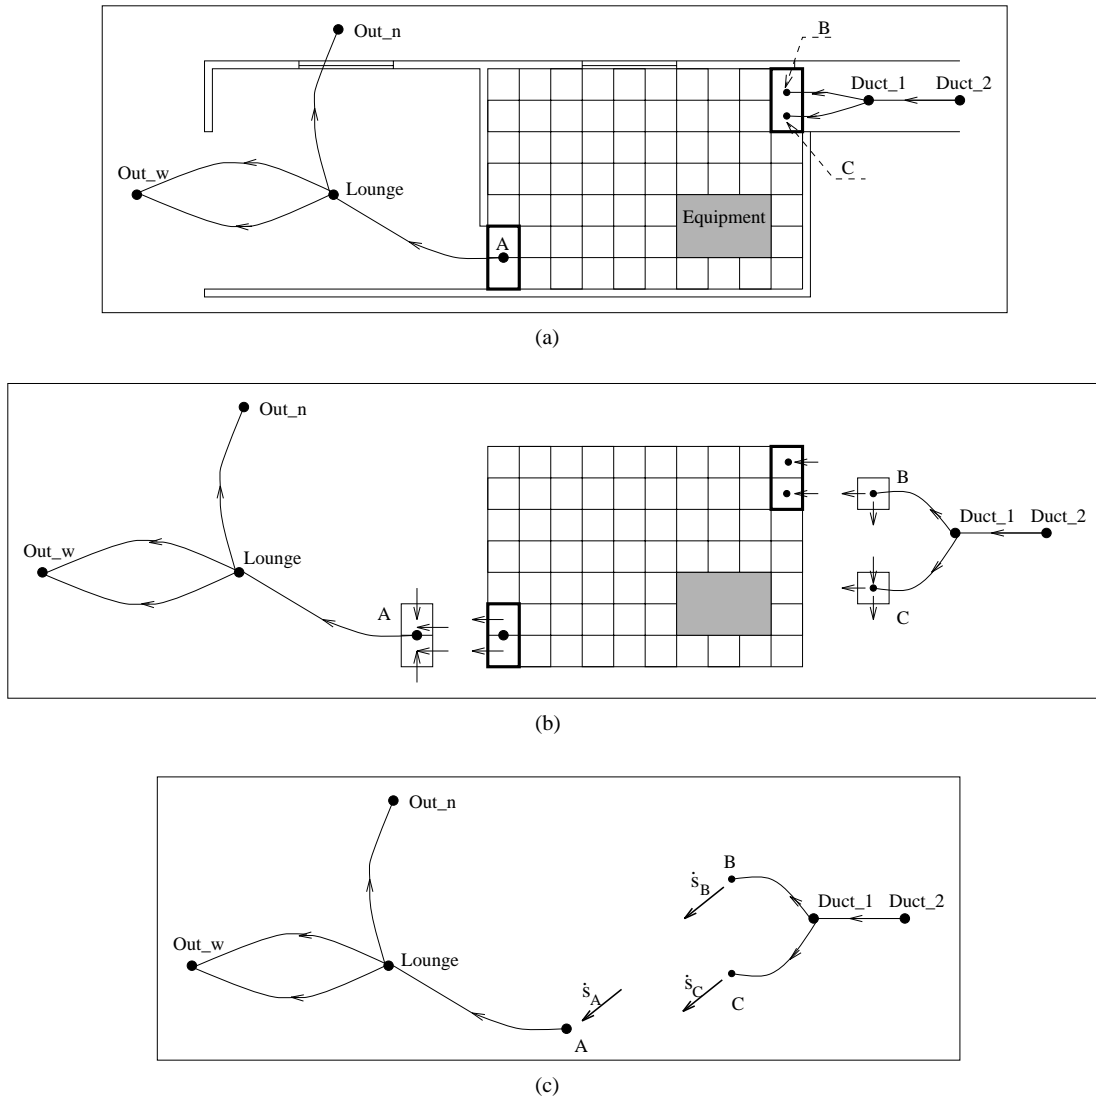 Out_n
B
Duct_1
Duct_2
Out_w
Lounge
C
Equipment
A
(a)
Out_n
B
Duct_1
Duct_2
Out_w
Lounge
A
C
(b)
Out_n
B
ṡ_B
Duct_1
Duct_2
Out_w
Lounge
ṡ_A
ṡ_C
C
A
(c)